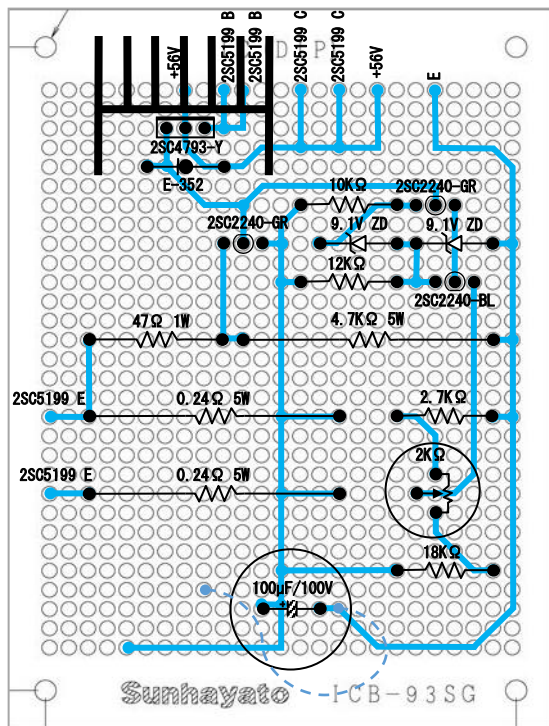 +56V
2SC5199 B
2SC5199 B
2SC5199 C
2SC5199 C
+56V
E
2SC4793-Y
E-352
10KΩ
2SC2240-GR
2SC2240-GR
9.1V ZD
9.1V ZD
12KΩ
2SC2240-BL
47Ω 1W
4.7KΩ 5W
2SC5199 E
0.24Ω 5W
2.7KΩ
2KΩ
2SC5199 E
0.24Ω 5W
18KΩ
100μF/100V
+
Sunhayato ICB-93SG